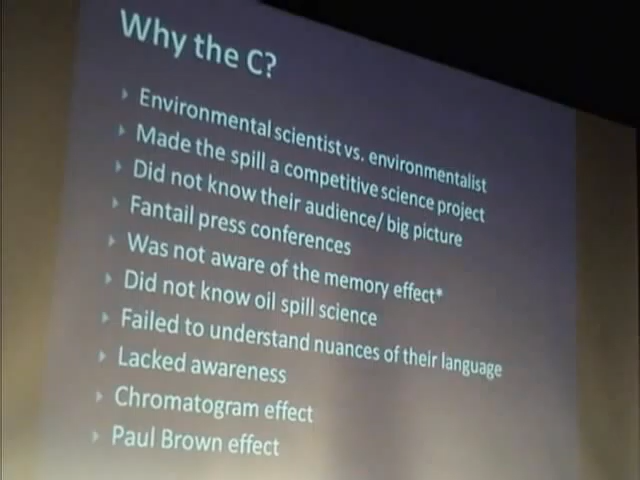 Why the C?
Environmental scientist vs. environmentalist
Made the spill a competitive science project
Did not know their audience/ big picture
Fantail press conferences
Was not aware of the memory effect*
Did not know oil spill science
Failed to understand nuances of their language
Lacked awareness
Chromatogram effect
Paul Brown effect